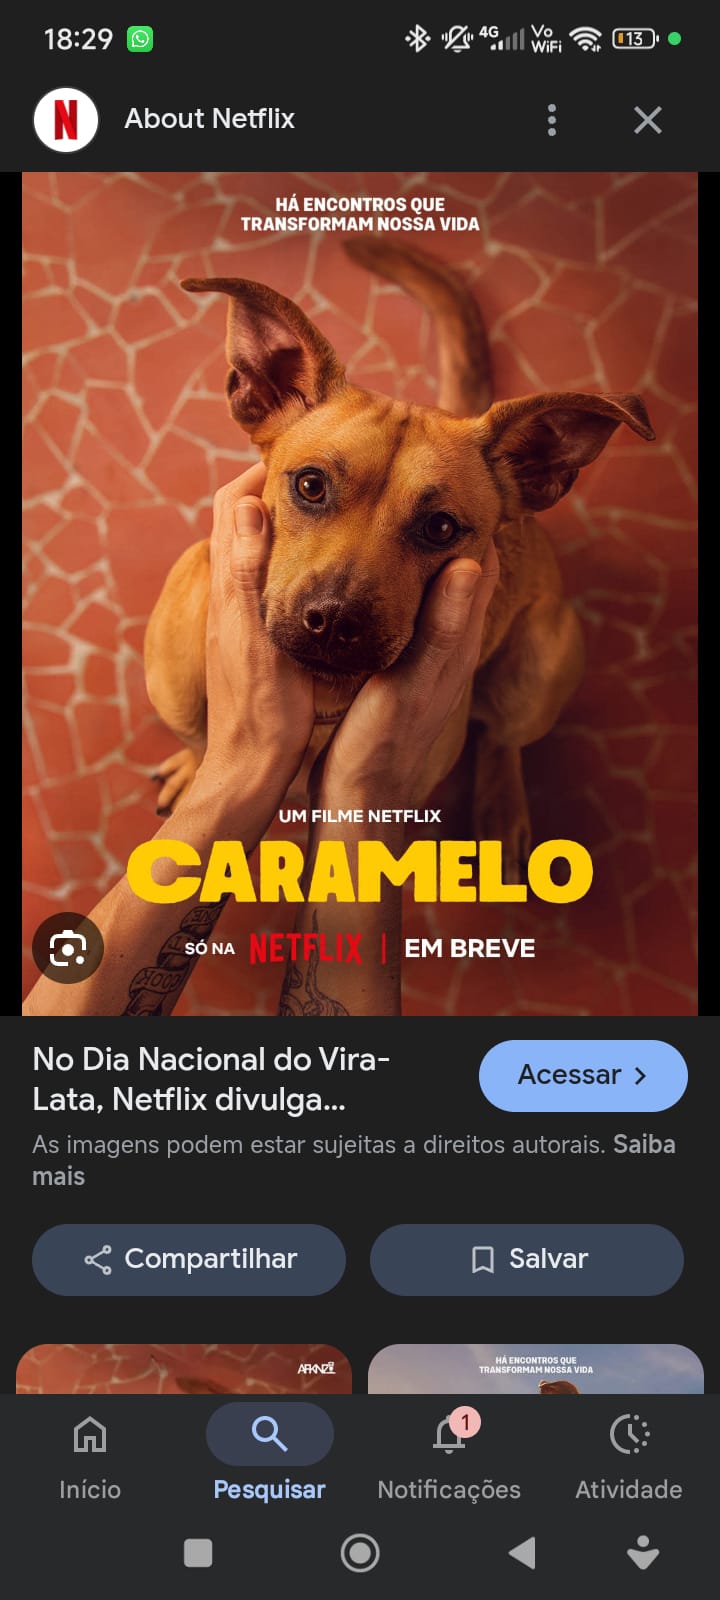 18:29
4G
Vo
WiFi
13
N
About Netflix
HÁ ENCONTROS QUE
TRANSFORMAM NOSSA VIDA
UM FILME NETFLIX
CARAMELO
SÓ NA NETFLIX | EM BREVE
No Dia Nacional do Vira-
Lata, Netflix divulga...
Acessar
As imagens podem estar sujeitas a direitos autorais. Saiba
mais
Compartilhar
Salvar
HÁ ENCONTROS QUE
TRANSFORMAM NOSSA VIDA
1
Início
Pesquisar
Notificações
Atividade